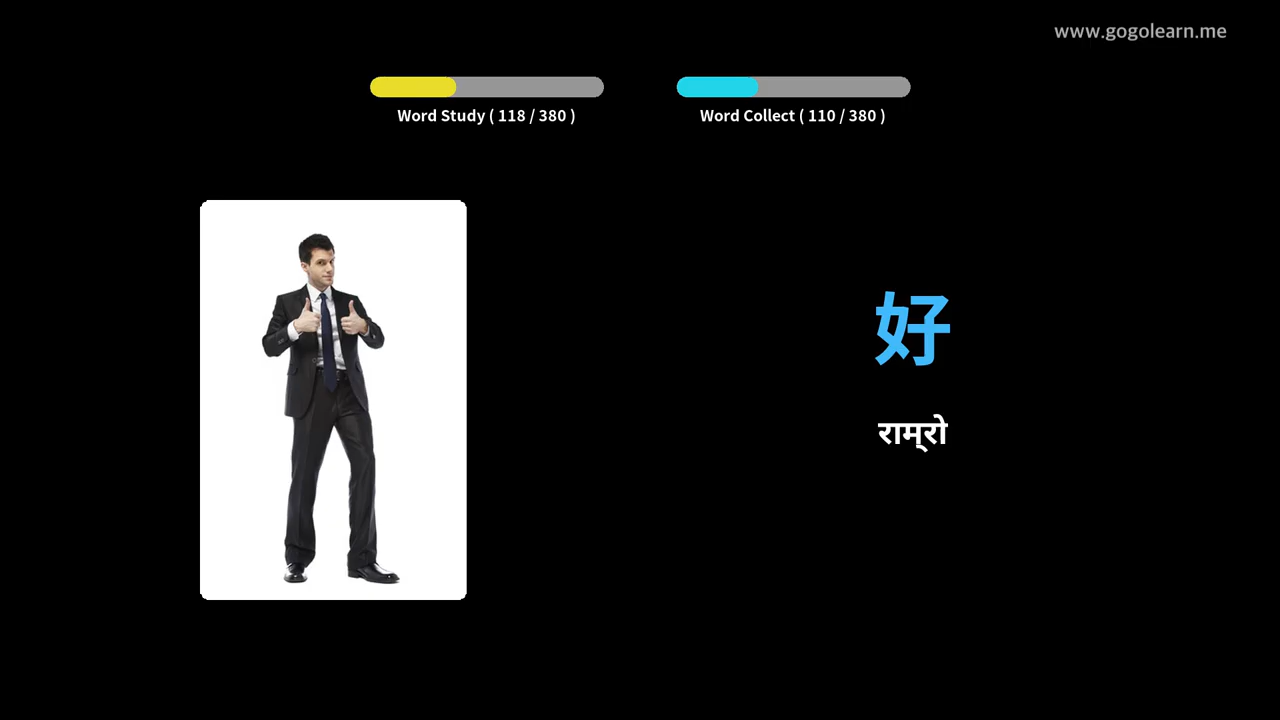 www.gogolearn.me
Word Study ( 118 / 380 )
Word Collect ( 110 / 380 )
好
राम्रो